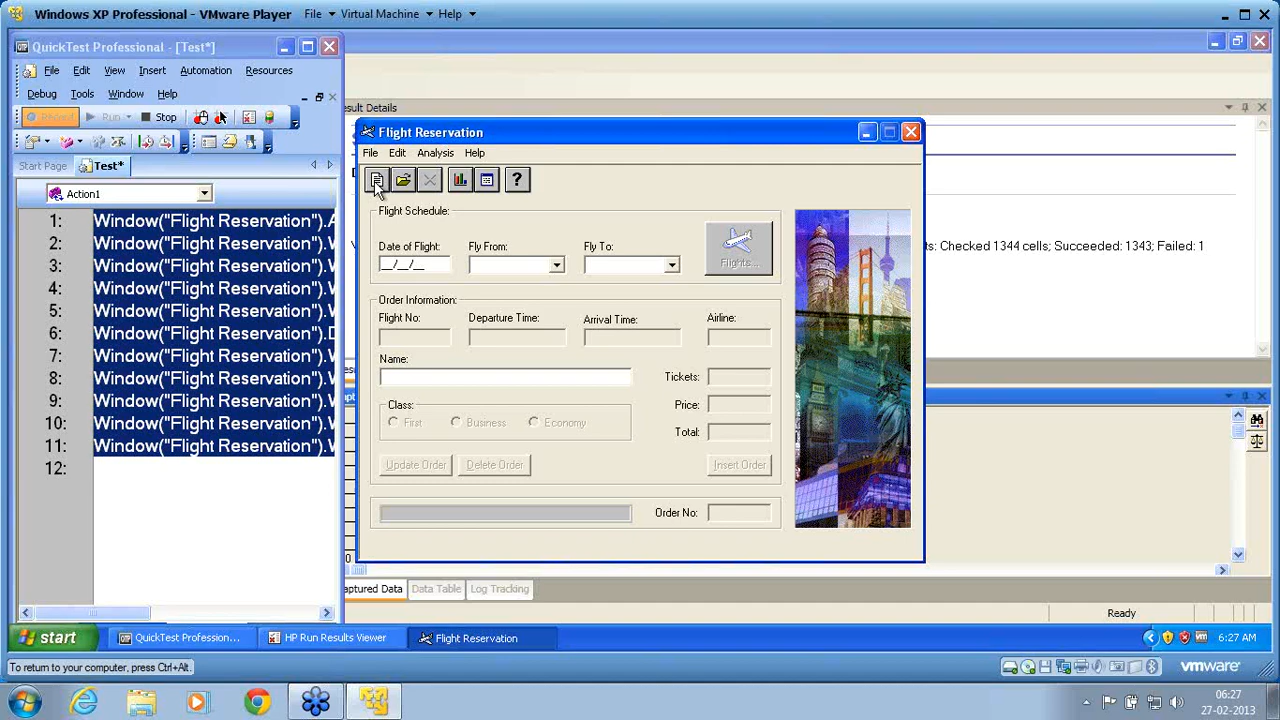 Windows XP Professional - VMware Player File Virtual Machine Help
QuickTest Professional - [Test*]
File Edit View Insert Automation Resources
Debug Tools Window Help
Record Run Stop
Start Page Test*
Action1
1: Window("Flight Reservation").A
2: Window("Flight Reservation").W
3: Window("Flight Reservation").W
4: Window("Flight Reservation").W
5: Window("Flight Reservation").W
6: Window("Flight Reservation").D
7: Window("Flight Reservation").W
8: Window("Flight Reservation").W
9: Window("Flight Reservation").W
10: Window("Flight Reservation").W
11: Window("Flight Reservation").W
12:
esult Details
ts: Checked 1344 cells; Succeeded: 1343; Failed: 1
Flight Reservation
File Edit Analysis Help
Flight Schedule:
Date of Flight: Fly From: Fly To:
__/__/__
Flights...
Order Information:
Flight No: Departure Time: Arrival Time: Airline:
Name:
Tickets:
Class:
First Business Economy
Price:
Total:
Update Order Delete Order Insert Order
Order No:
aptured Data Data Table Log Tracking
Ready
start QuickTest Profession... HP Run Results Viewer Flight Reservation 6:27 AM
To return to your computer, press Ctrl+Alt.
vmware
06:27
27-02-2013